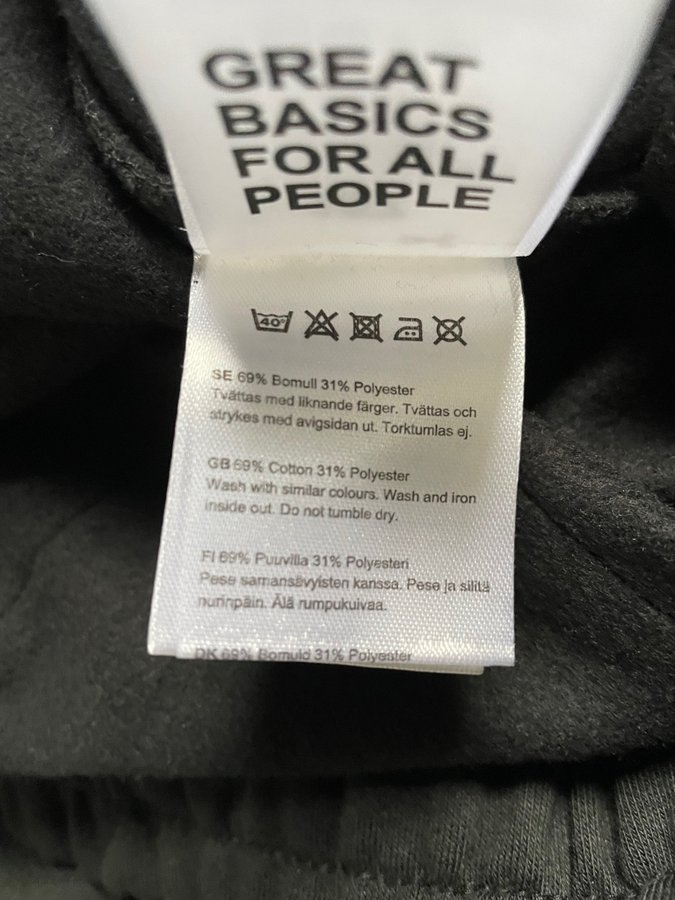 GREAT
BASICS
FOR ALL
PEOPLE
40°
SE 69% Bomull 31% Polyester
Tvättas med liknande färger. Tvättas och
strykes med avigsidan ut. Torktumlas ej.
GB 69% Cotton 31% Polyester
Wash with similar colours. Wash and iron
inside out. Do not tumble dry.
FI 69% Puuvilla 31% Polyesteri
Pese samansävyisten kanssa. Pese ja silitä
nurinpäin. Älä rumpukuivaa.
DK 69% Bomuld 31% Polyester